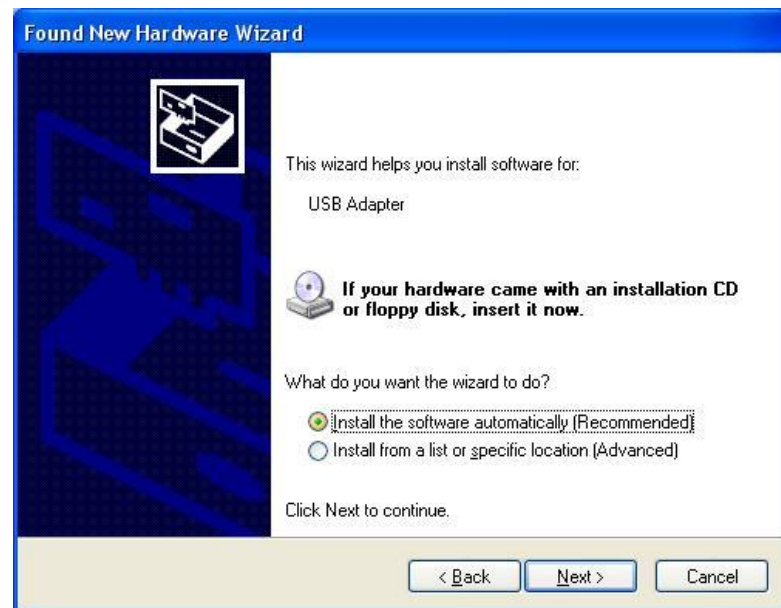 Found New Hardware Wizard
This wizard helps you install software for:
USB Adapter
If your hardware came with an installation CD
or floppy disk, insert it now.
What do you want the wizard to do?
Install the software automatically (Recommended)
Install from a list or specific location (Advanced)
Click Next to continue.
< Back
Next >
Cancel